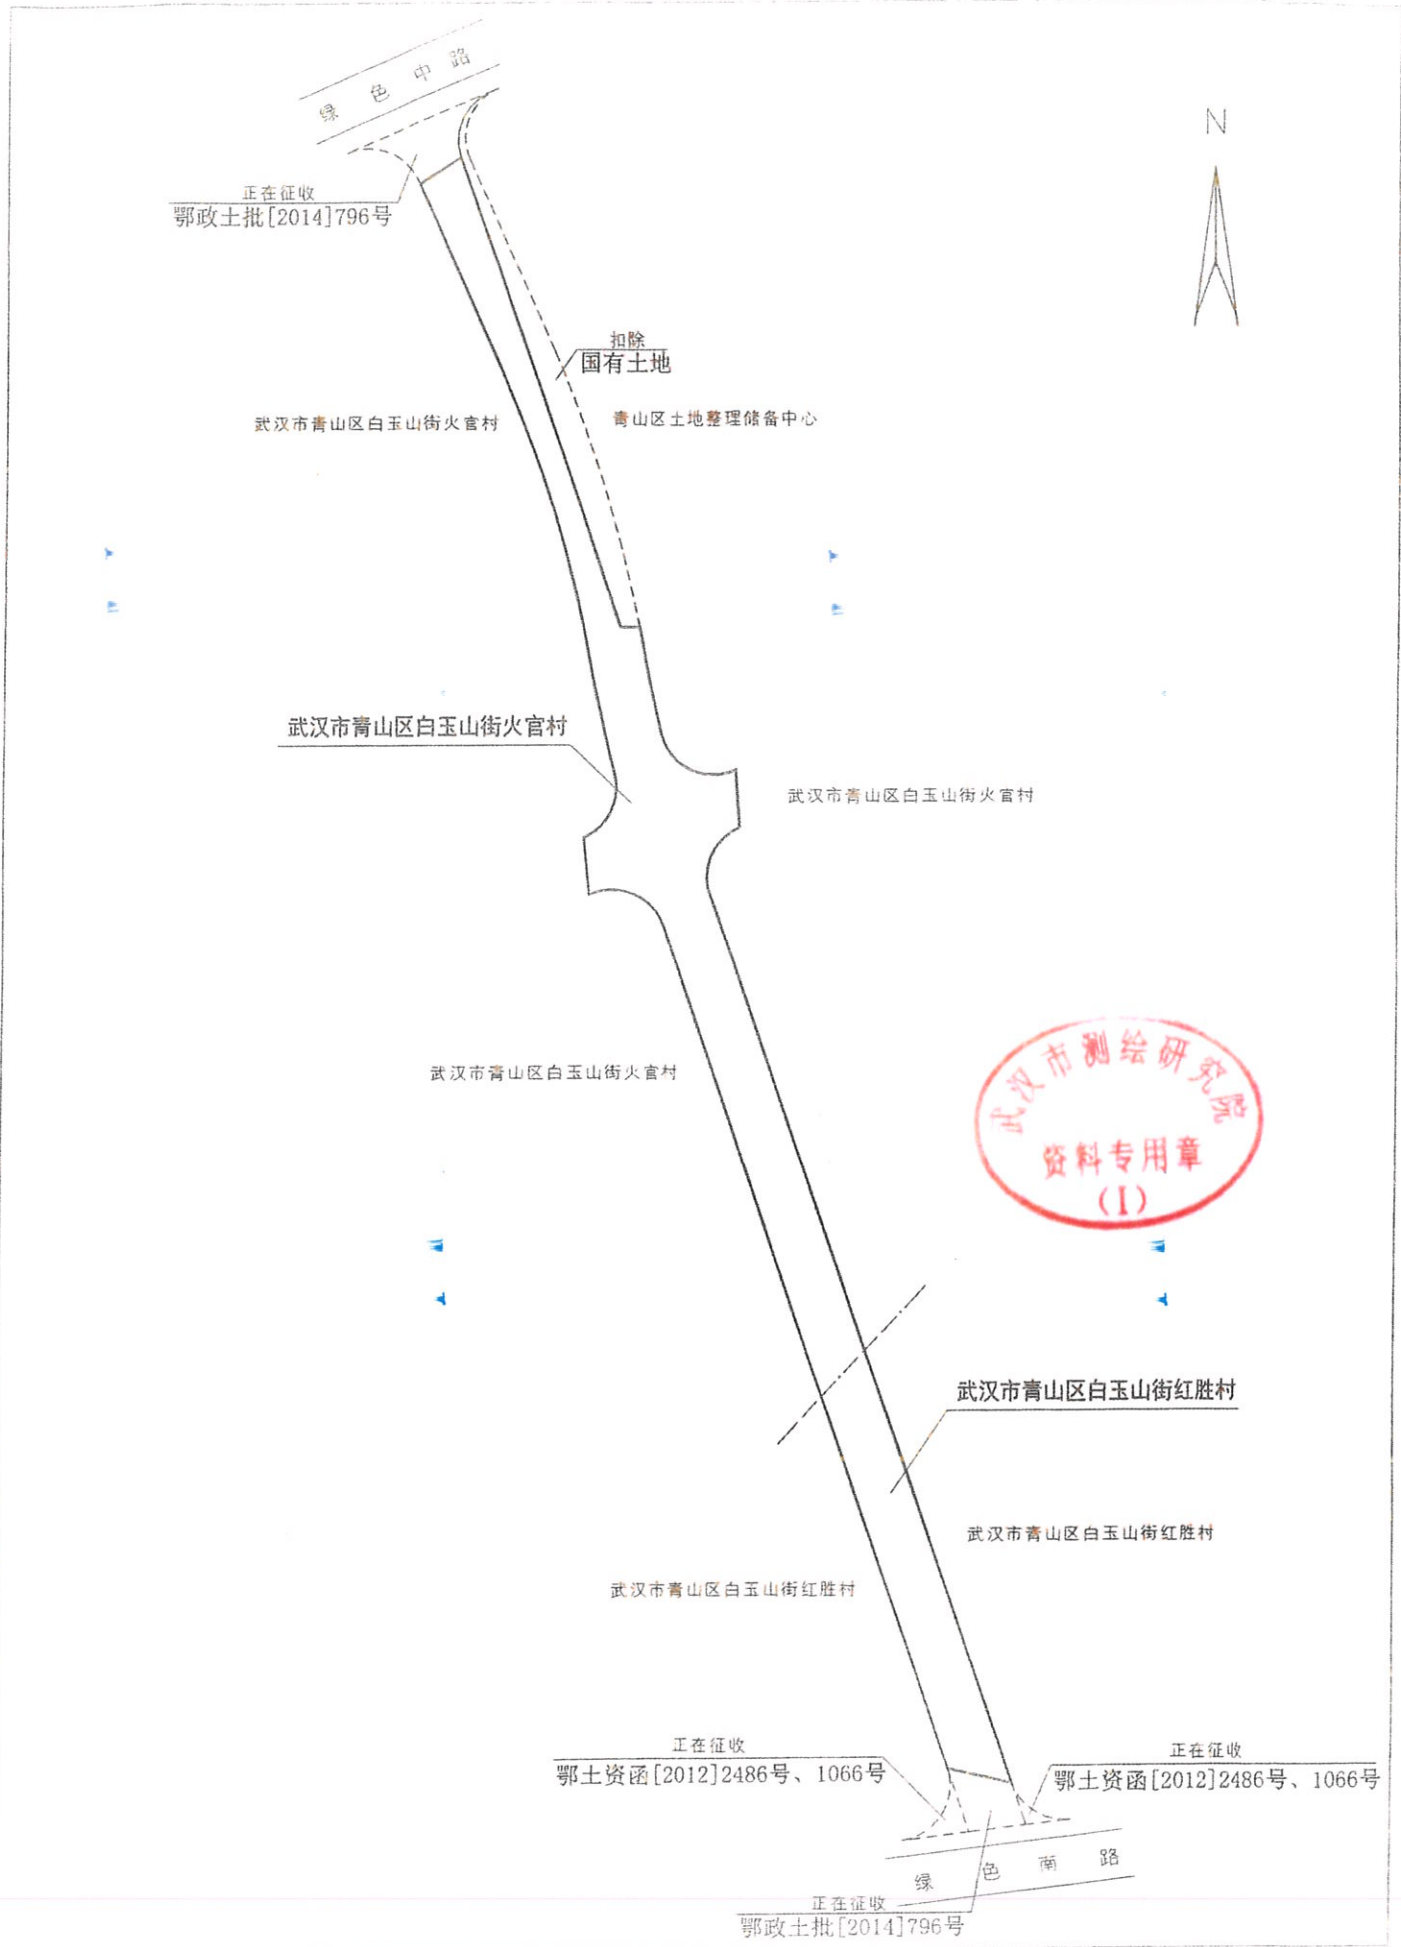 绿色中路
N
正在征收
鄂政土批[2014]796号
扣除
国有土地
武汉市青山区白玉山街火官村
青山区土地整理储备中心
武汉市青山区白玉山街火官村
武汉市青山区白玉山街火官村
武汉市青山区白玉山街火官村
武汉市测绘研究院
资料专用章
(I)
武汉市青山区白玉山街红胜村
武汉市青山区白玉山街红胜村
武汉市青山区白玉山街红胜村
正在征收
鄂土资函[2012]2486号、1066号
正在征收
鄂土资函[2012]2486号、1066号
绿色南路
正在征收
鄂政土批[2014]796号